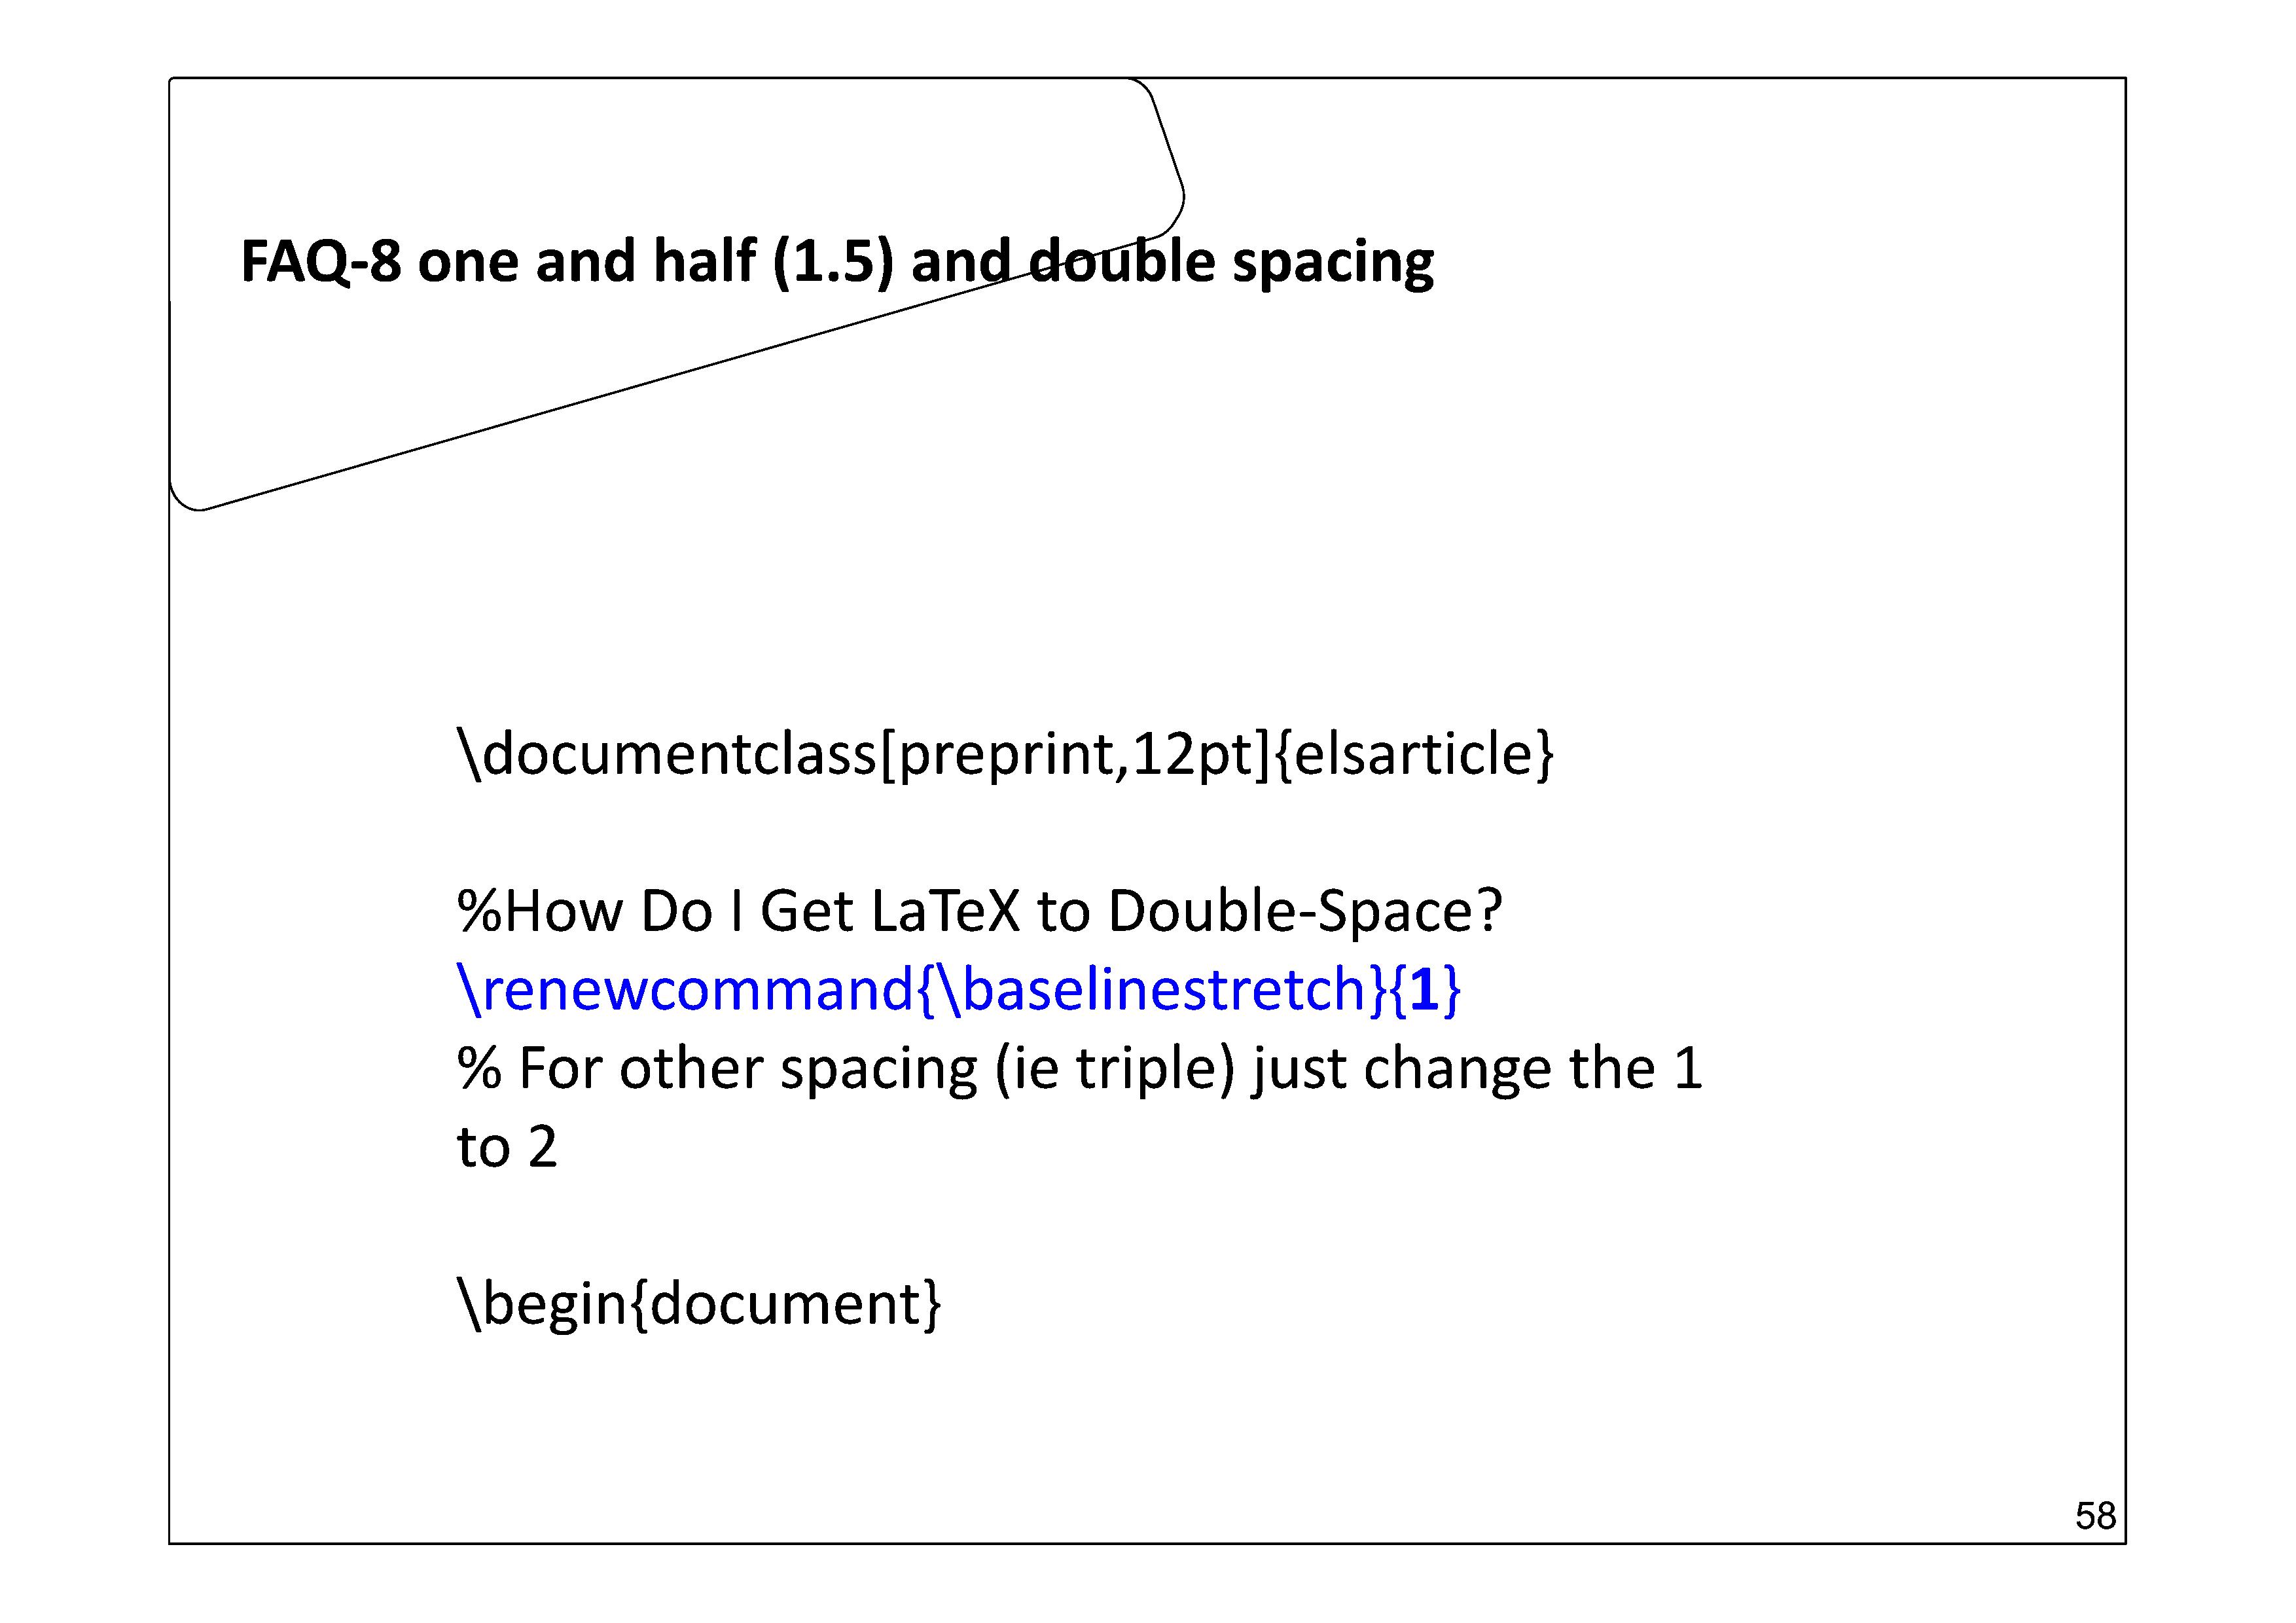 FAQ-8 one and half (1.5) and double spacing
\documentclass[preprint,12pt]{elsarticle}
%How Do I Get LaTeX to Double-Space?
\renewcommand{\baselinestretch}{1}
% For other spacing (ie triple) just change the 1
to 2
\begin{document}
58